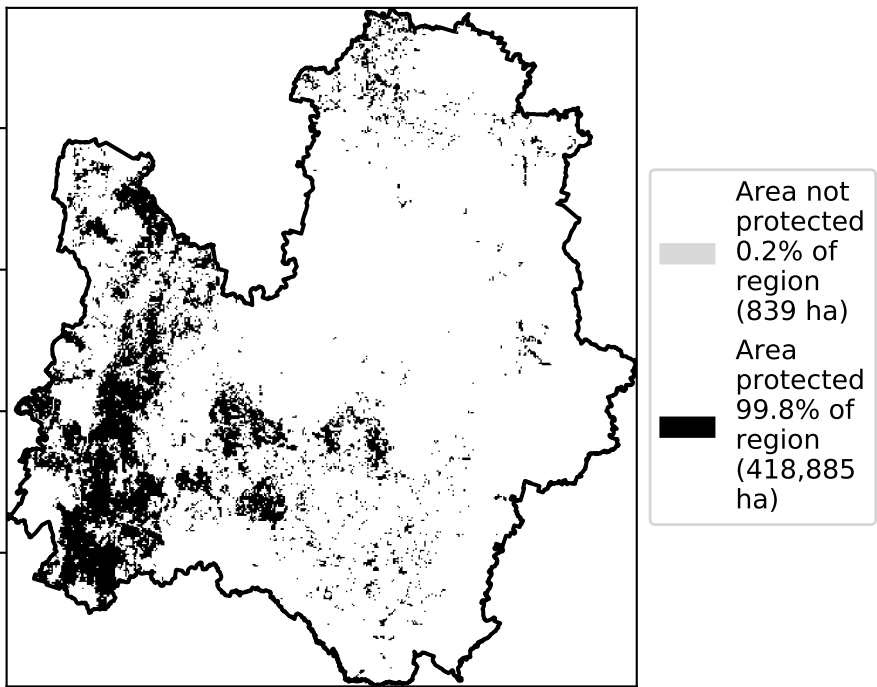 Area not
protected
0.2% of
region
(839 ha)
Area
protected
99.8% of
region
(418,885
ha)